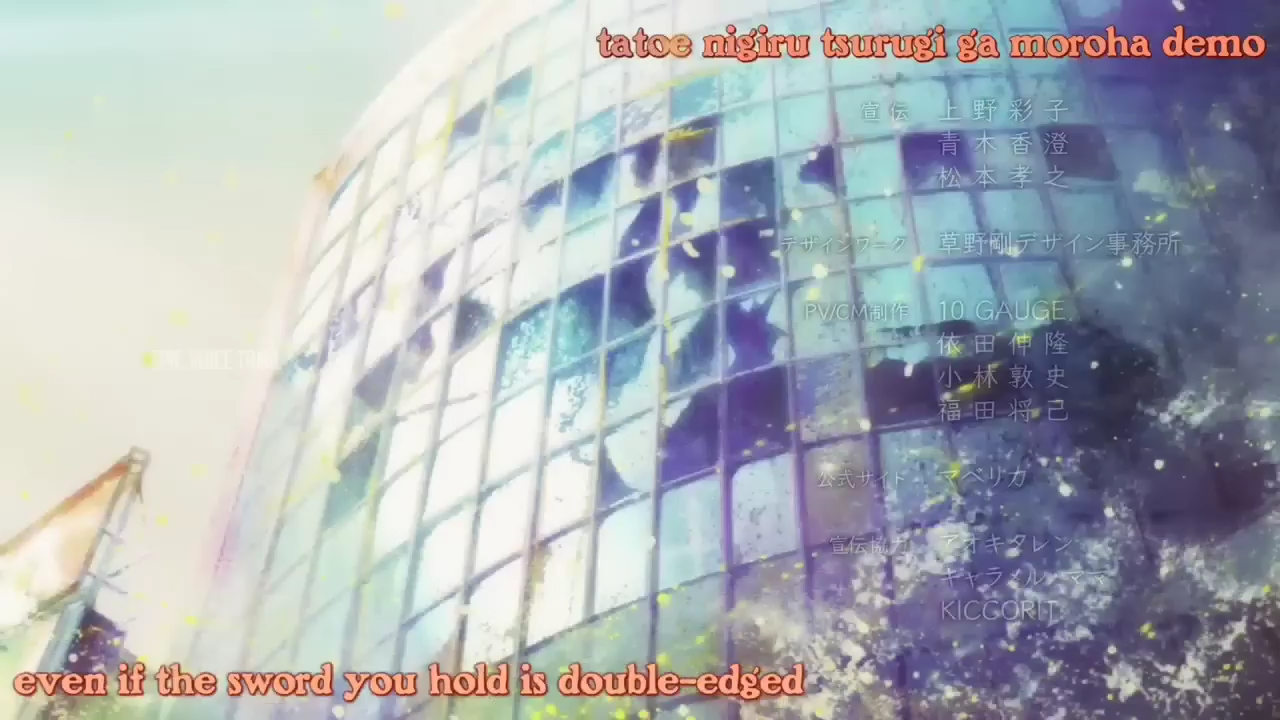 tatoe nigiru tsurugi ga moroha demo
宣伝 上野彩子
青木香澄
松本孝之
デザインワーク 草野剛デザイン事務所
PV/CM制作 10 GAUGE
依田伸隆
小林敦史
福田将己
公式サイト マベリカ
宣伝協力 アオキタレン
キャラメル・ママ
KICCORIT
even if the sword you hold is double-edged